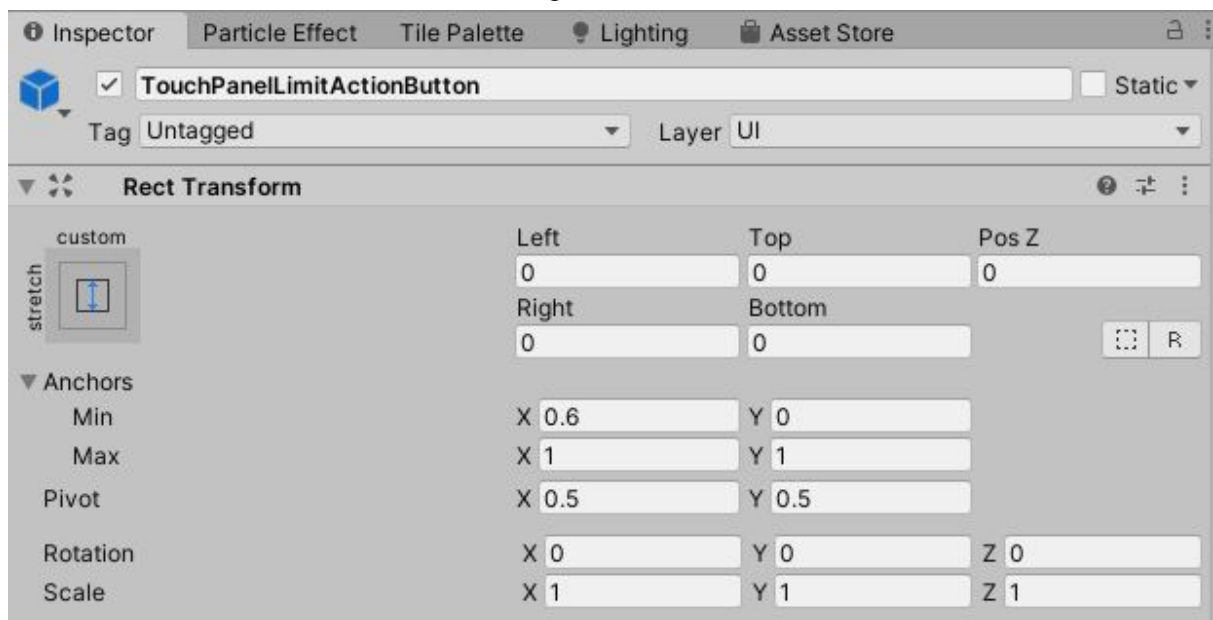 Inspector Particle Effect Tile Palette Lighting Asset Store
TouchPanelLimitActionButton Static
Tag Untagged Layer UI
Rect Transform
custom Left Top Pos Z
stretch 0 0 0
Right Bottom
0 0 R
Anchors
Min X 0.6 Y 0
Max X 1 Y 1
Pivot X 0.5 Y 0.5
Rotation X 0 Y 0 Z 0
Scale X 1 Y 1 Z 1